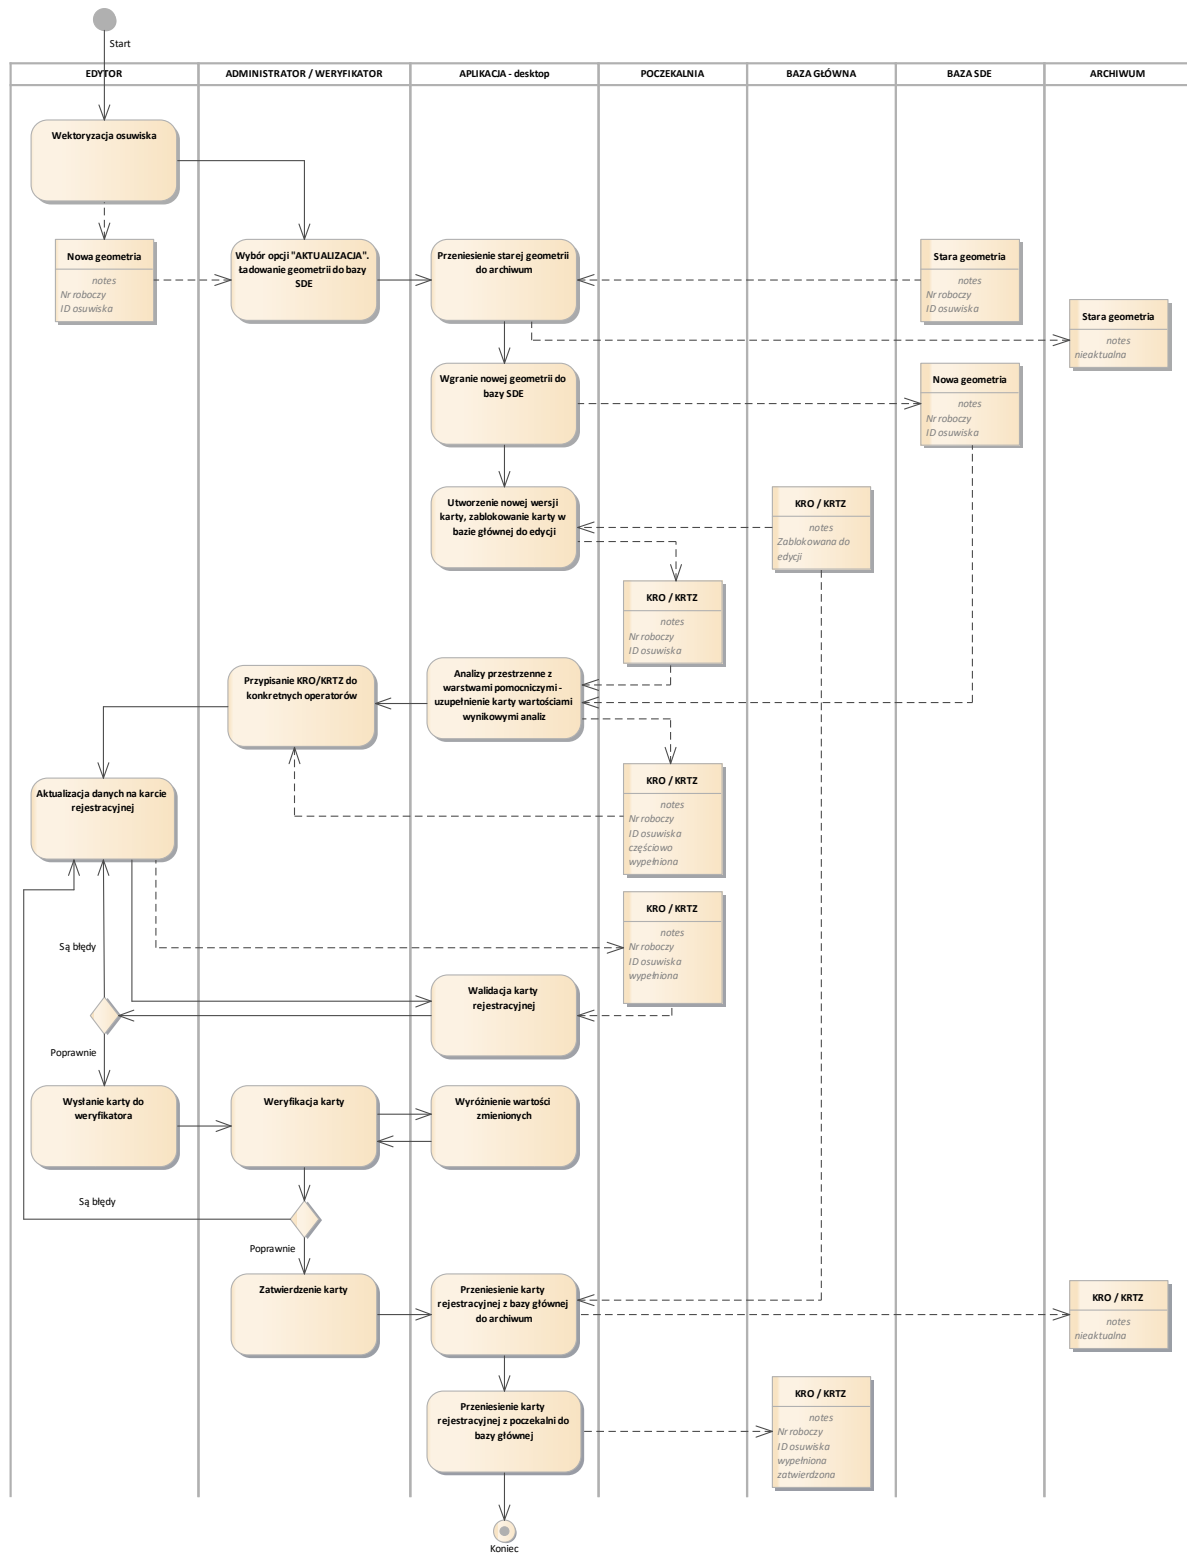 Start
EDYTOR
ADMINISTRATOR / WERYFIKATOR
APLIKACJA - desktop
POCZEKALNIA
BAZA GŁÓWNA
BAZA SDE
ARCHIWUM
Wektoryzacja osuwiska
Nowa geometria
notes
Nr roboczy
ID osuwiska
Wybór opcji "AKTUALIZACJA".
Ładowanie geometrii do bazy
SDE
Przeniesienie starej geometrii
do archiwum
Stara geometria
notes
Nr roboczy
ID osuwiska
Stara geometria
notes
nieaktualna
Wgranie nowej geometrii do
bazy SDE
Nowa geometria
notes
Nr roboczy
ID osuwiska
Utworzenie nowej wersji
karty, zablokowanie karty w
bazie głównej do edycji
KRO / KRTZ
notes
Zablokowana do
edycji
KRO / KRTZ
notes
Nr roboczy
ID osuwiska
Przypisanie KRO/KRTZ do
konkretnych operatorów
Analizy przestrzenne z
warstwami pomocniczymi -
uzupełnienie karty wartościami
wynikowymi analiz
Aktualizacja danych na karcie
rejestracyjnej
KRO / KRTZ
notes
Nr roboczy
ID osuwiska
częściowo
wypełniona
KRO / KRTZ
notes
Nr roboczy
ID osuwiska
wypełniona
Są błędy
Walidacja karty
rejestracyjnej
Poprawnie
Wysłanie karty do
weryfikatora
Weryfikacja karty
Wyróżnienie wartości
zmienionych
Są błędy
Poprawnie
Zatwierdzenie karty
Przeniesienie karty
rejestracyjnej z bazy głównej
do archiwum
KRO / KRTZ
notes
nieaktualna
Przeniesienie karty
rejestracyjnej z poczekalni do
bazy głównej
KRO / KRTZ
notes
Nr roboczy
ID osuwiska
wypełniona
zatwierdzona
Koniec